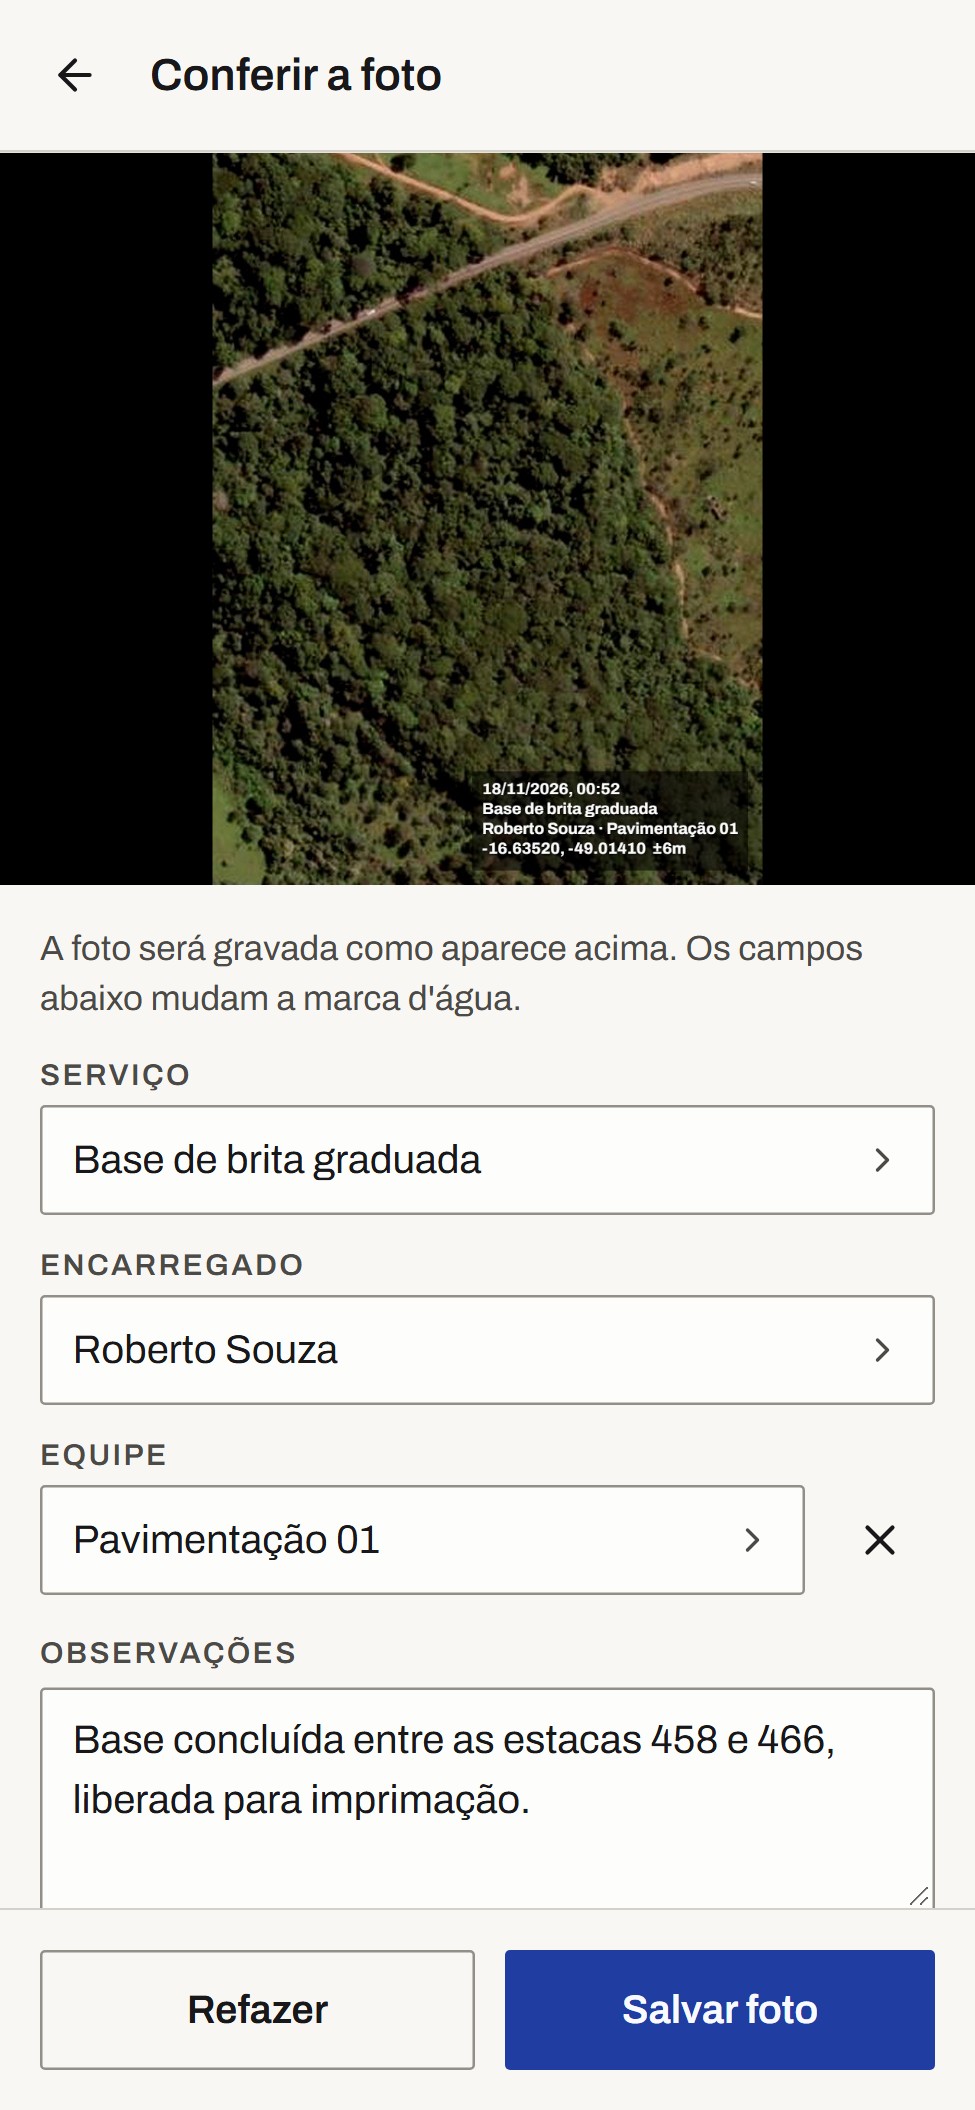 Conferir a foto
18/11/2026, 00:52
Base de brita graduada
Roberto Souza · Pavimentação 01
-16.63520, -49.01410 ±6m
A foto será gravada como aparece acima. Os campos
abaixo mudam a marca d'água.
SERVIÇO
Base de brita graduada
ENCARREGADO
Roberto Souza
EQUIPE
Pavimentação 01
OBSERVAÇÕES
Base concluída entre as estacas 458 e 466,
liberada para imprimação.
Refazer
Salvar foto